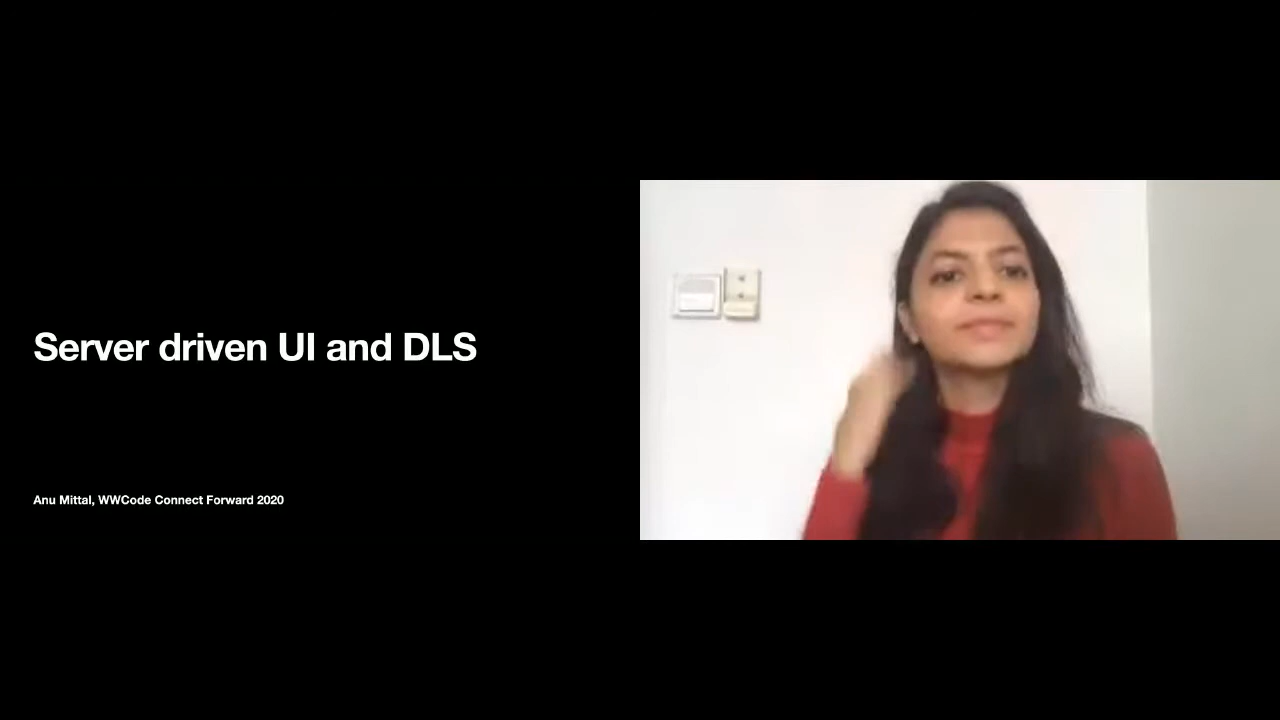 Server driven UI and DLS
Anu Mittal, WWCode Connect Forward 2020